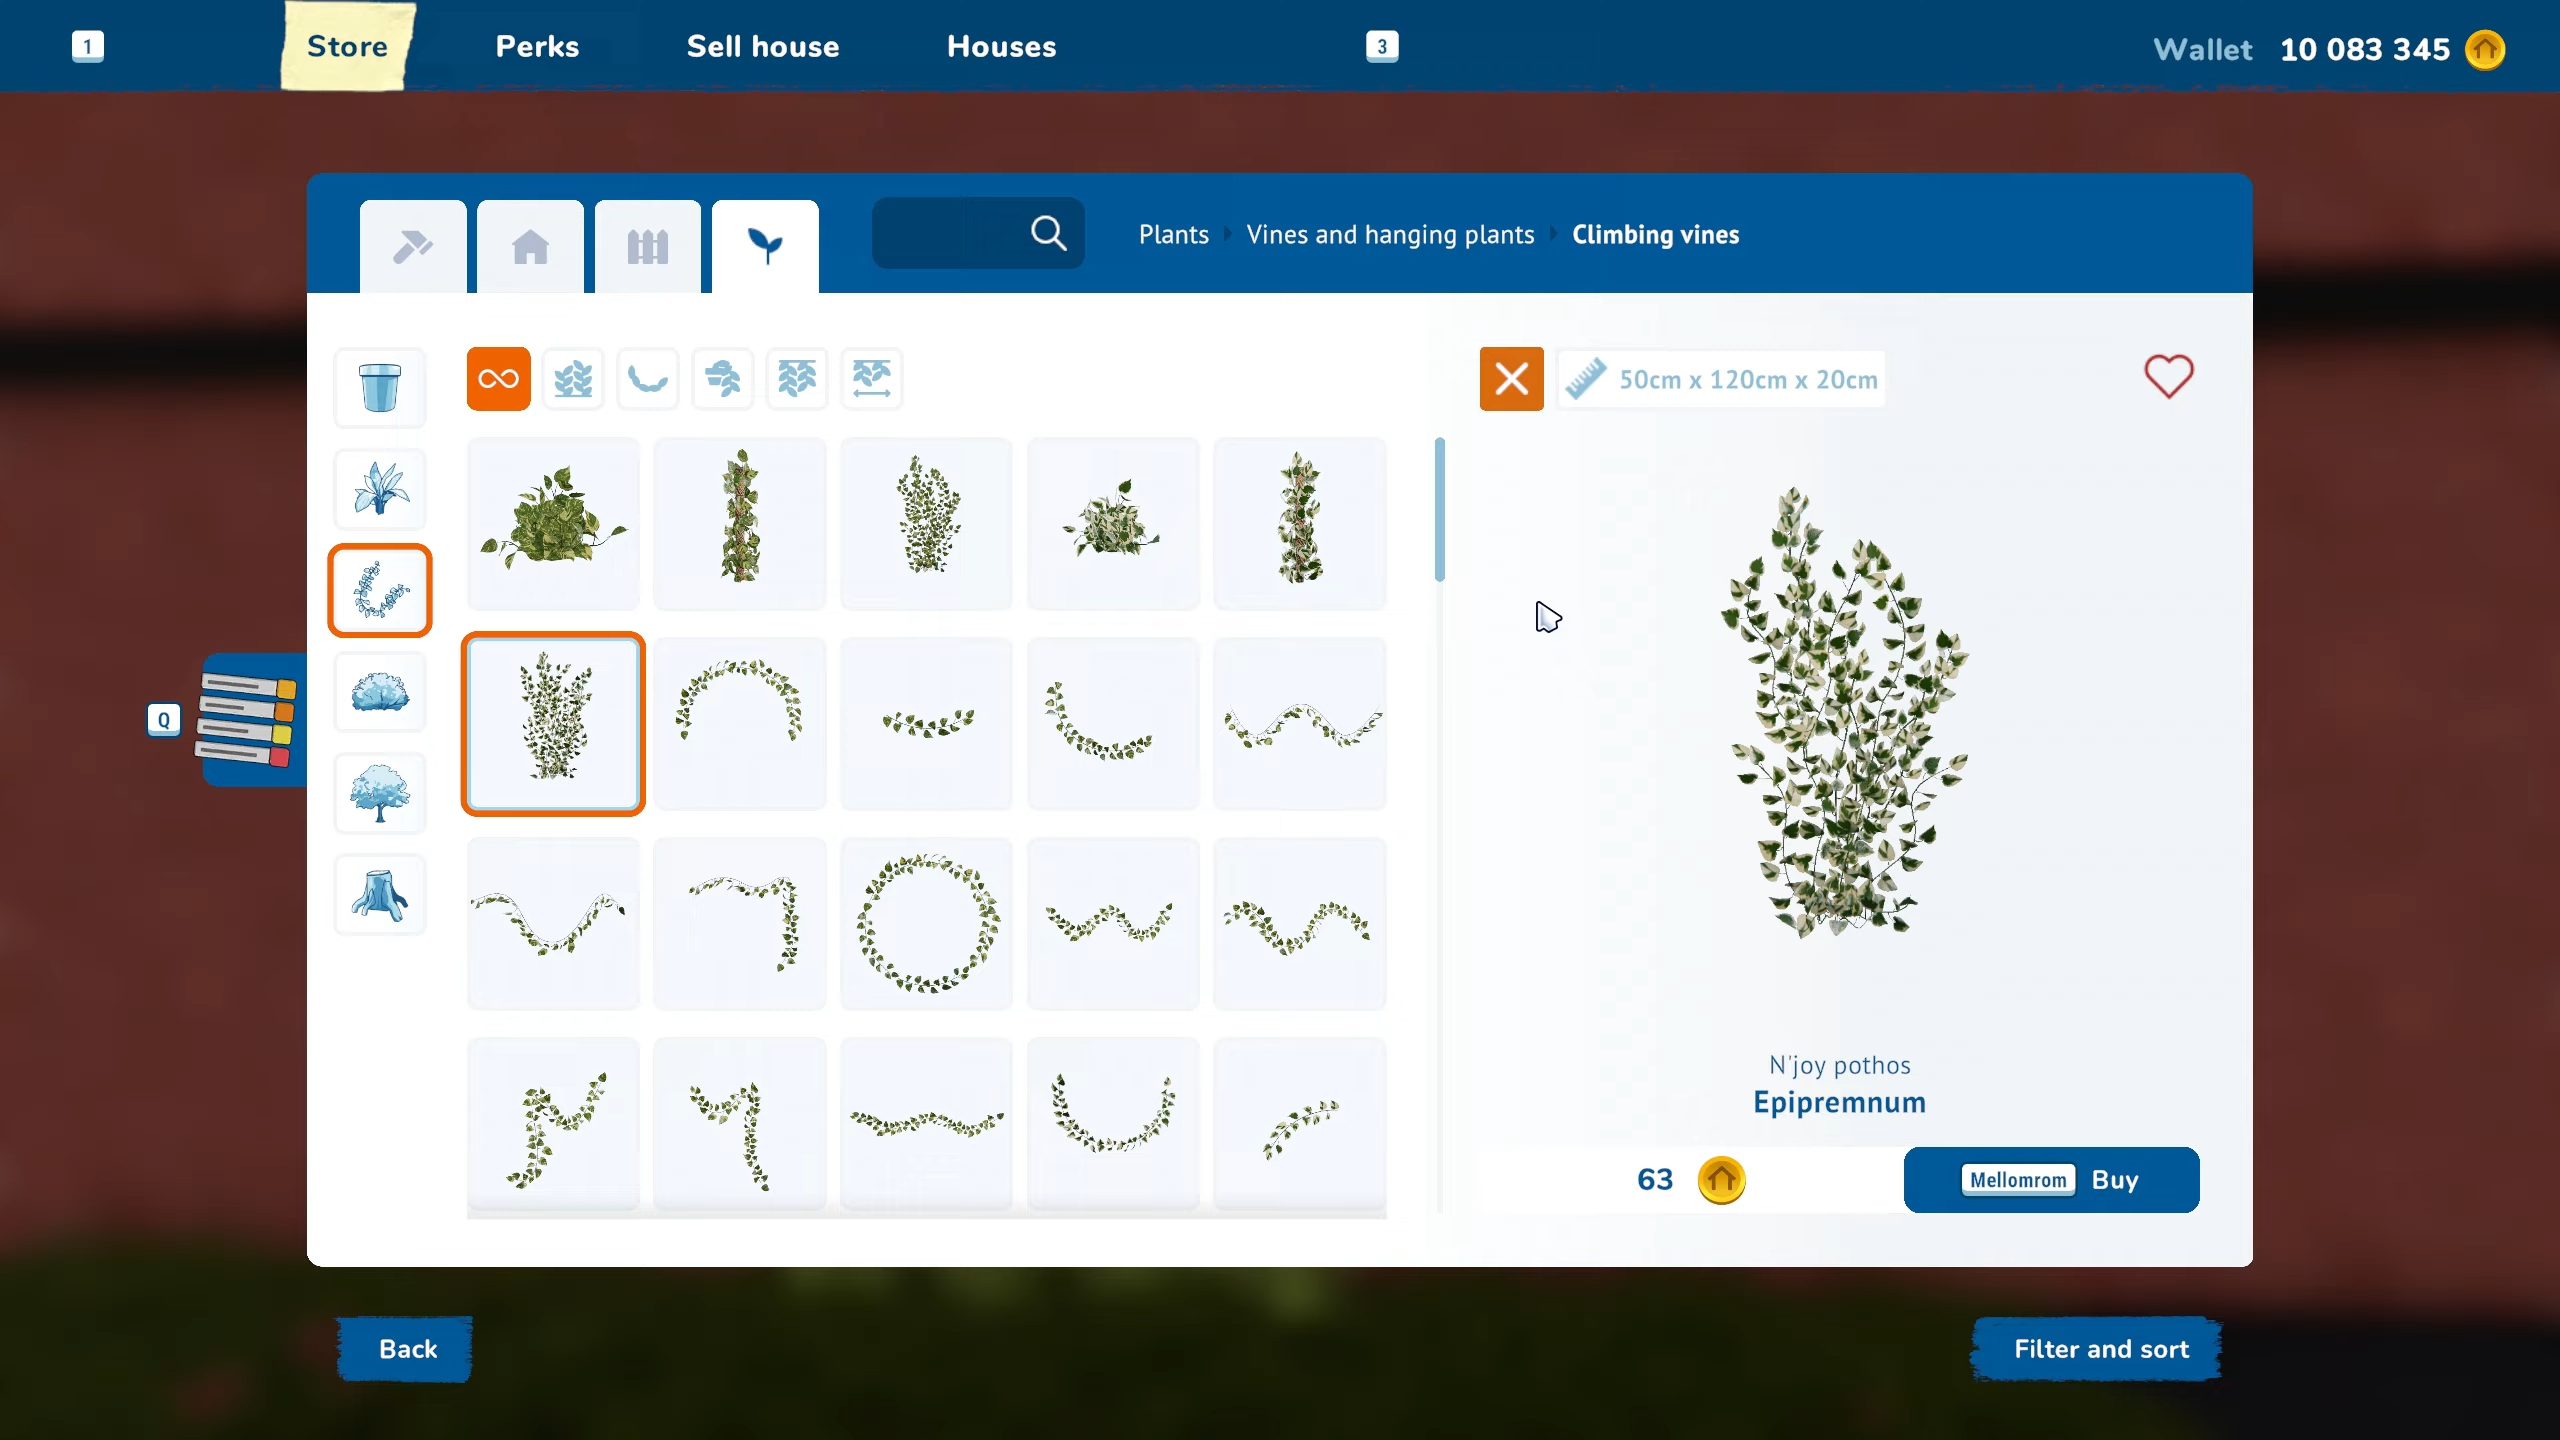 1
Store
Perks
Sell house
Houses
3
Wallet 10 083 345
Plants Vines and hanging plants Climbing vines
50cm x 120cm x 20cm
Q
N'joy pothos
Epipremnum
63
Mellomrom Buy
Back
Filter and sort